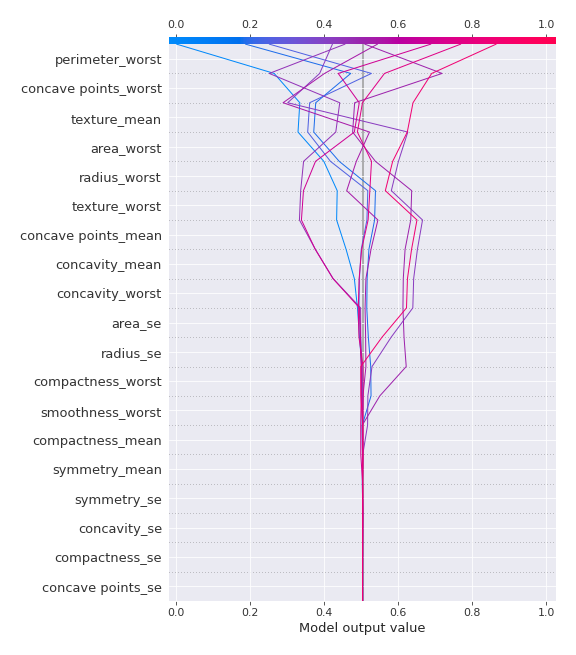 0.0 0.2 0.4 0.6 0.8 1.0
perimeter_worst
concave points_worst
texture_mean
area_worst
radius_worst
texture_worst
concave points_mean
concavity_mean
concavity_worst
area_se
radius_se
compactness_worst
smoothness_worst
compactness_mean
symmetry_mean
symmetry_se
concavity_se
compactness_se
concave points_se
0.0 0.2 0.4 0.6 0.8 1.0
Model output value